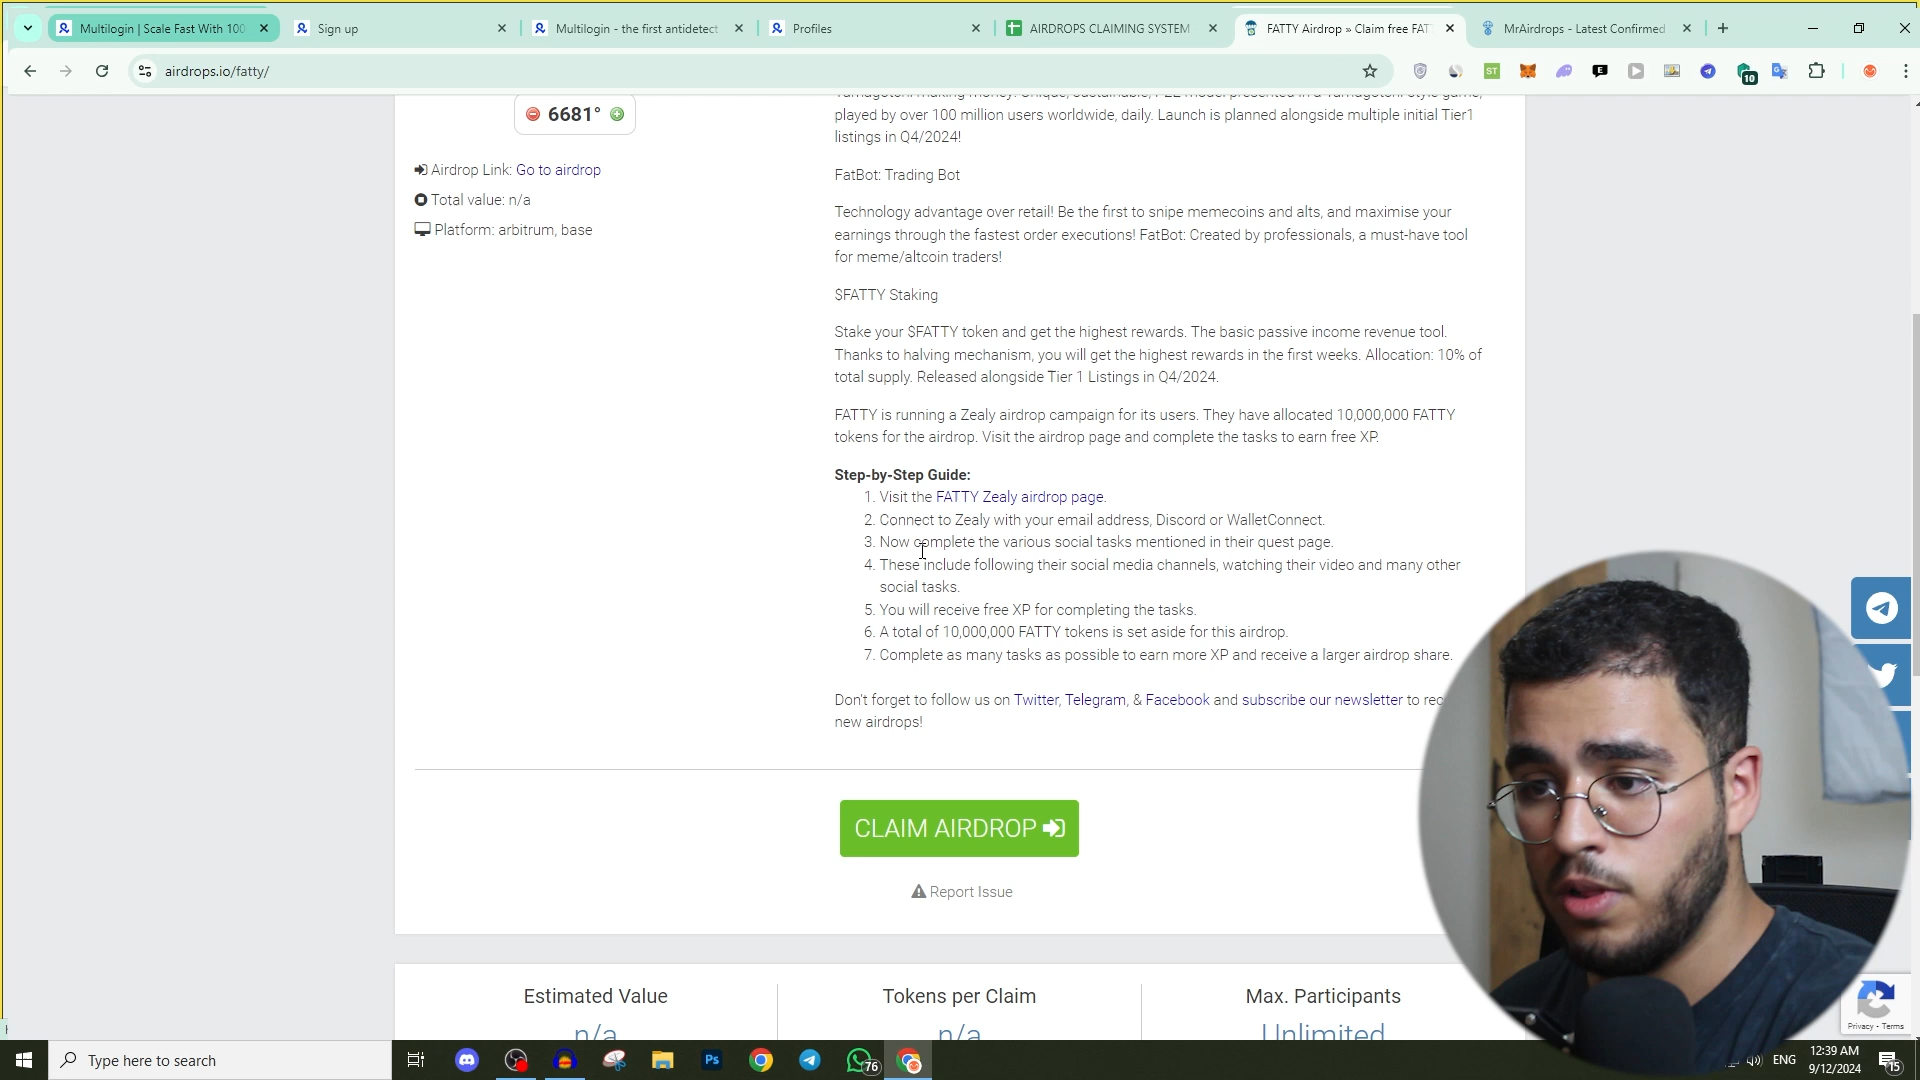 Multilogin | Scale Fast With 100
Sign up
Multilogin - the first antidetect
Profiles
AIRDROPS CLAIMING SYSTEM
FATTY Airdrop » Claim free FAT
MrAirdrops - Latest Confirmed
airdrops.io/fatty/
ST
E
10
6681°
played by over 100 million users worldwide, daily. Launch is planned alongside multiple initial Tier1
listings in Q4/2024!
Airdrop Link: Go to airdrop
Total value: n/a
Platform: arbitrum, base
FatBot: Trading Bot
Technology advantage over retail! Be the first to snipe memecoins and alts, and maximise your
earnings through the fastest order executions! FatBot: Created by professionals, a must-have tool
for meme/altcoin traders!
$FATTY Staking
Stake your $FATTY token and get the highest rewards. The basic passive income revenue tool.
Thanks to halving mechanism, you will get the highest rewards in the first weeks. Allocation: 10% of
total supply. Released alongside Tier 1 Listings in Q4/2024.
FATTY is running a Zealy airdrop campaign for its users. They have allocated 10,000,000 FATTY
tokens for the airdrop. Visit the airdrop page and complete the tasks to earn free XP.
Step-by-Step Guide:
1. Visit the FATTY Zealy airdrop page.
2. Connect to Zealy with your email address, Discord or WalletConnect.
3. Now complete the various social tasks mentioned in their quest page.
4. These include following their social media channels, watching their video and many other
social tasks.
5. You will receive free XP for completing the tasks.
6. A total of 10,000,000 FATTY tokens is set aside for this airdrop.
7. Complete as many tasks as possible to earn more XP and receive a larger airdrop share.
Don't forget to follow us on Twitter, Telegram, & Facebook and subscribe our newsletter to
new airdrops!
CLAIM AIRDROP
Report Issue
Estimated Value
Tokens per Claim
Max. Participants
n/a
n/a
Unlimited
Privacy - Terms
Type here to search
Ps
76
ENG
12:39 AM
9/12/2024
15